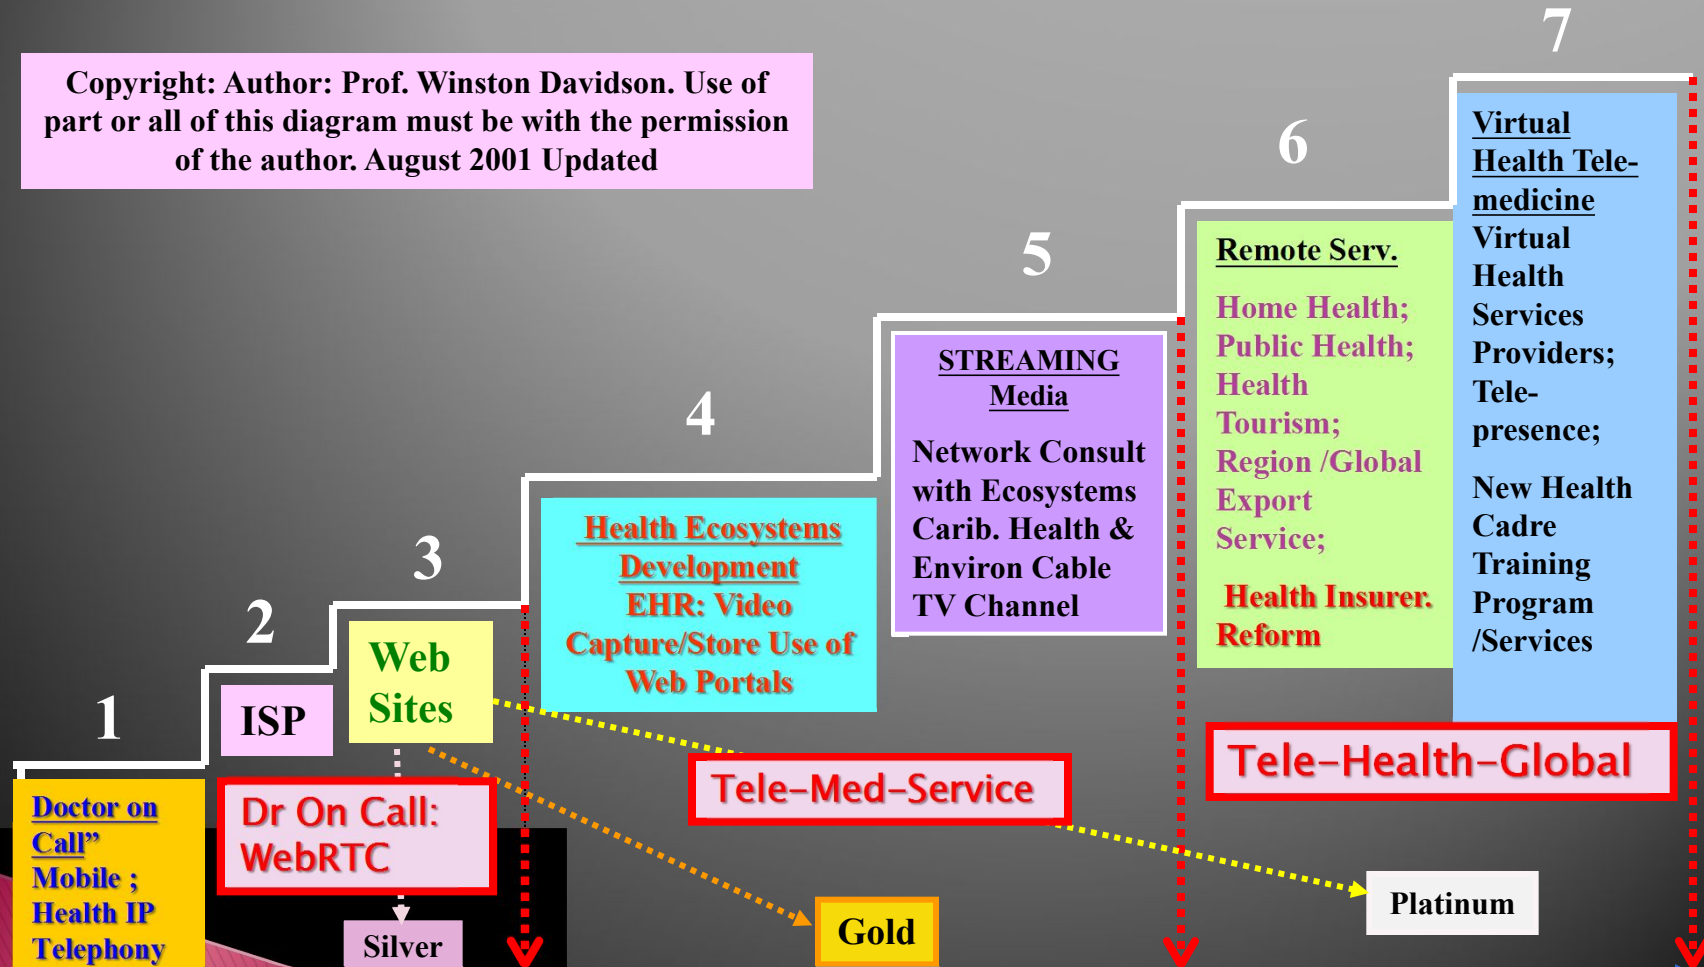 Copyright: Author: Prof. Winston Davidson. Use of
part or all of this diagram must be with the permission
of the author. August 2001 Updated
1
Doctor on
Call”
Mobile ;
Health IP
Telephony
2
ISP
3
Web
Sites
Dr On Call:
WebRTC
Silver
4
Health Ecosystems
Development
EHR: Video
Capture/Store Use of
Web Portals
Tele-Med-Service
Gold
5
STREAMING
Media
Network Consult
with Ecosystems
Carib. Health &
Environ Cable
TV Channel
6
Remote Serv.
Home Health;
Public Health;
Health
Tourism;
Region /Global
Export
Service;
Health Insurer.
Reform
7
Virtual
Health Tele-
medicine
Virtual
Health
Services
Providers;
Tele-
presence;
New Health
Cadre
Training
Program
/Services
Tele-Health-Global
Platinum